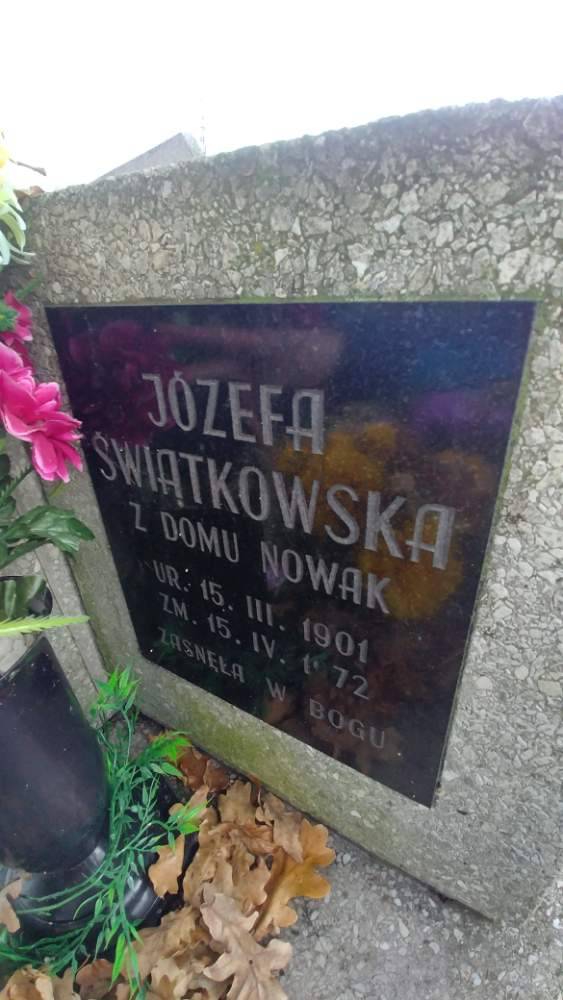 JÓZEFA
ŚWIĄTKOWSKA
Z DOMU NOWAK
UR. 15. III. 1901
ZM. 15. IV.
ZASNĘŁA W BOGU